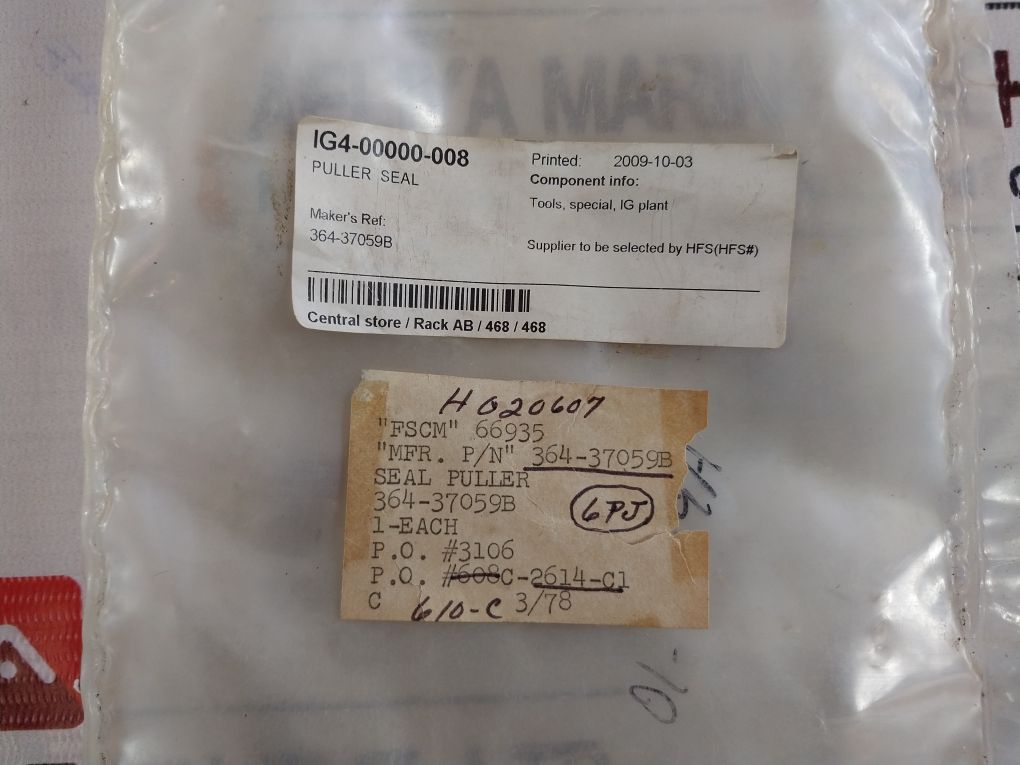 IG4-00000-008
PULLER SEAL
Maker's Ref:
364-37059B
Printed: 2009-10-03
Component info:
Tools, special, IG plant
Supplier to be selected by HFS(HFS#)
Central store / Rack AB / 468 / 468
H020607
"FSCM" 66935
"MFR. P/N" 364-37059B
SEAL PULLER
364-37059B
6PJ
1-EACH
P.O. #3106
P.O. #608C-2614-C1
C 610-C 3/78